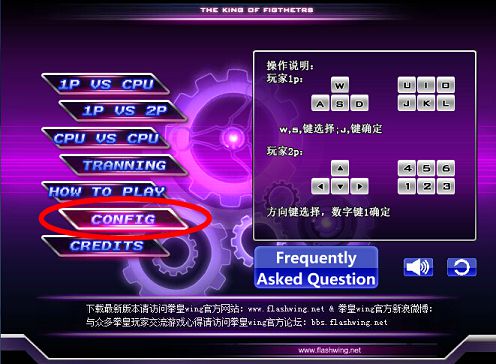 THE KING OF FIGTHETRS
1P VS CPU
1P VS 2P
CPU VS CPU
TRANNING
HOW TO PLAY
CONFIG
CREDITS
操作说明:
玩家1p:
W
U I O
A S D
J K L
W,S,键选择;J,键确定
玩家2p:
▲
4 5 6
◀ ▼ ▶
1 2 3
方向键选择，数字键1确定
Frequently
Asked Question
下载最新版本请访问拳皇wing官方网站: www.flashwing.net & 拳皇wing官方新浪微博:
与众多拳皇玩家交流游戏心得请访问拳皇wing官方论坛: bbs.flashwing.net
www.flashwing.net